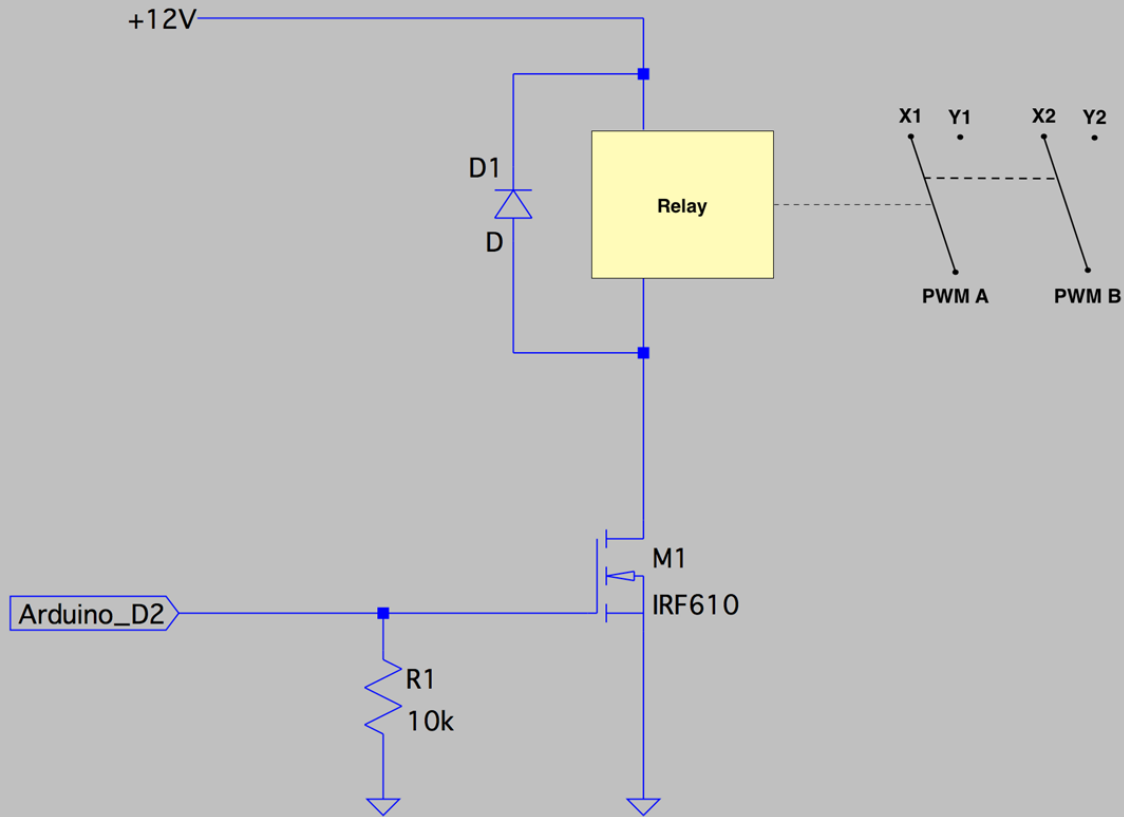 +12V
X1 Y1 X2 Y2
D1
Relay
D
PWM A PWM B
M1
IRF610
Arduino_D2
R1
10k